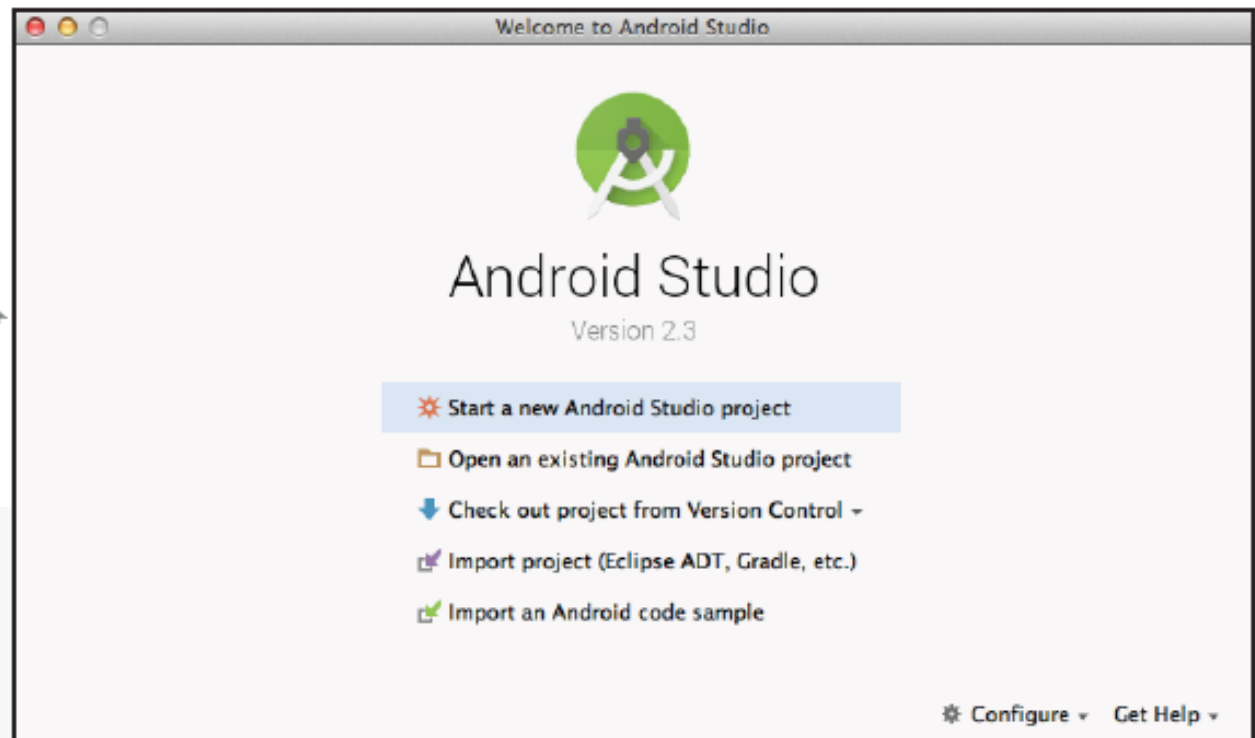 Welcome to Android Studio
Android Studio
Version 2.3
Start a new Android Studio project
Open an existing Android Studio project
Check out project from Version Control
Import project (Eclipse ADT, Gradle, etc.)
Import an Android code sample
Configure Get Help